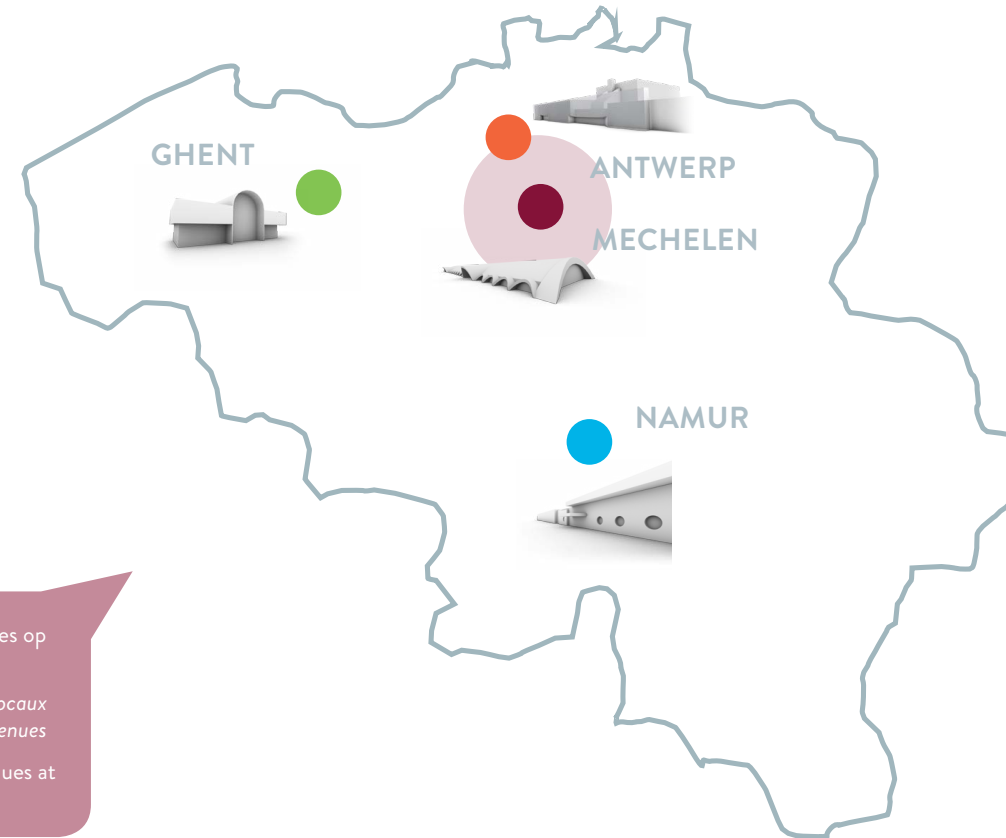 GHENT
ANTWERP
MECHELEN
NAMUR
es op
ocaux
enues
ues at